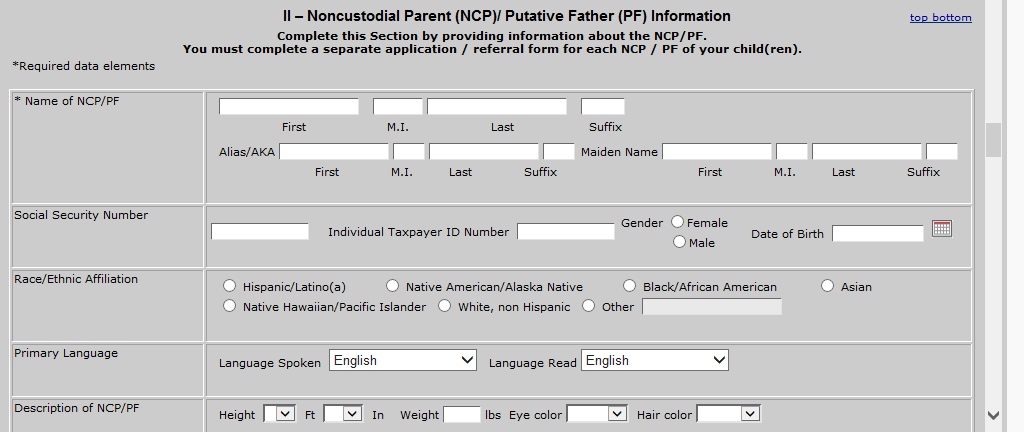 II – Noncustodial Parent (NCP)/ Putative Father (PF) Information
top bottom
Complete this Section by providing information about the NCP/PF.
You must complete a separate application / referral form for each NCP / PF of your child(ren).
*Required data elements
* Name of NCP/PF
First M.I. Last Suffix
Alias/AKA Maiden Name
First M.I. Last Suffix First M.I. Last Suffix
Social Security Number
Individual Taxpayer ID Number Gender Female Date of Birth
Male
Race/Ethnic Affiliation
Hispanic/Latino(a) Native American/Alaska Native Black/African American Asian
Native Hawaiian/Pacific Islander White, non Hispanic Other
Primary Language
Language Spoken English Language Read English
Description of NCP/PF
Height Ft In Weight lbs Eye color Hair color